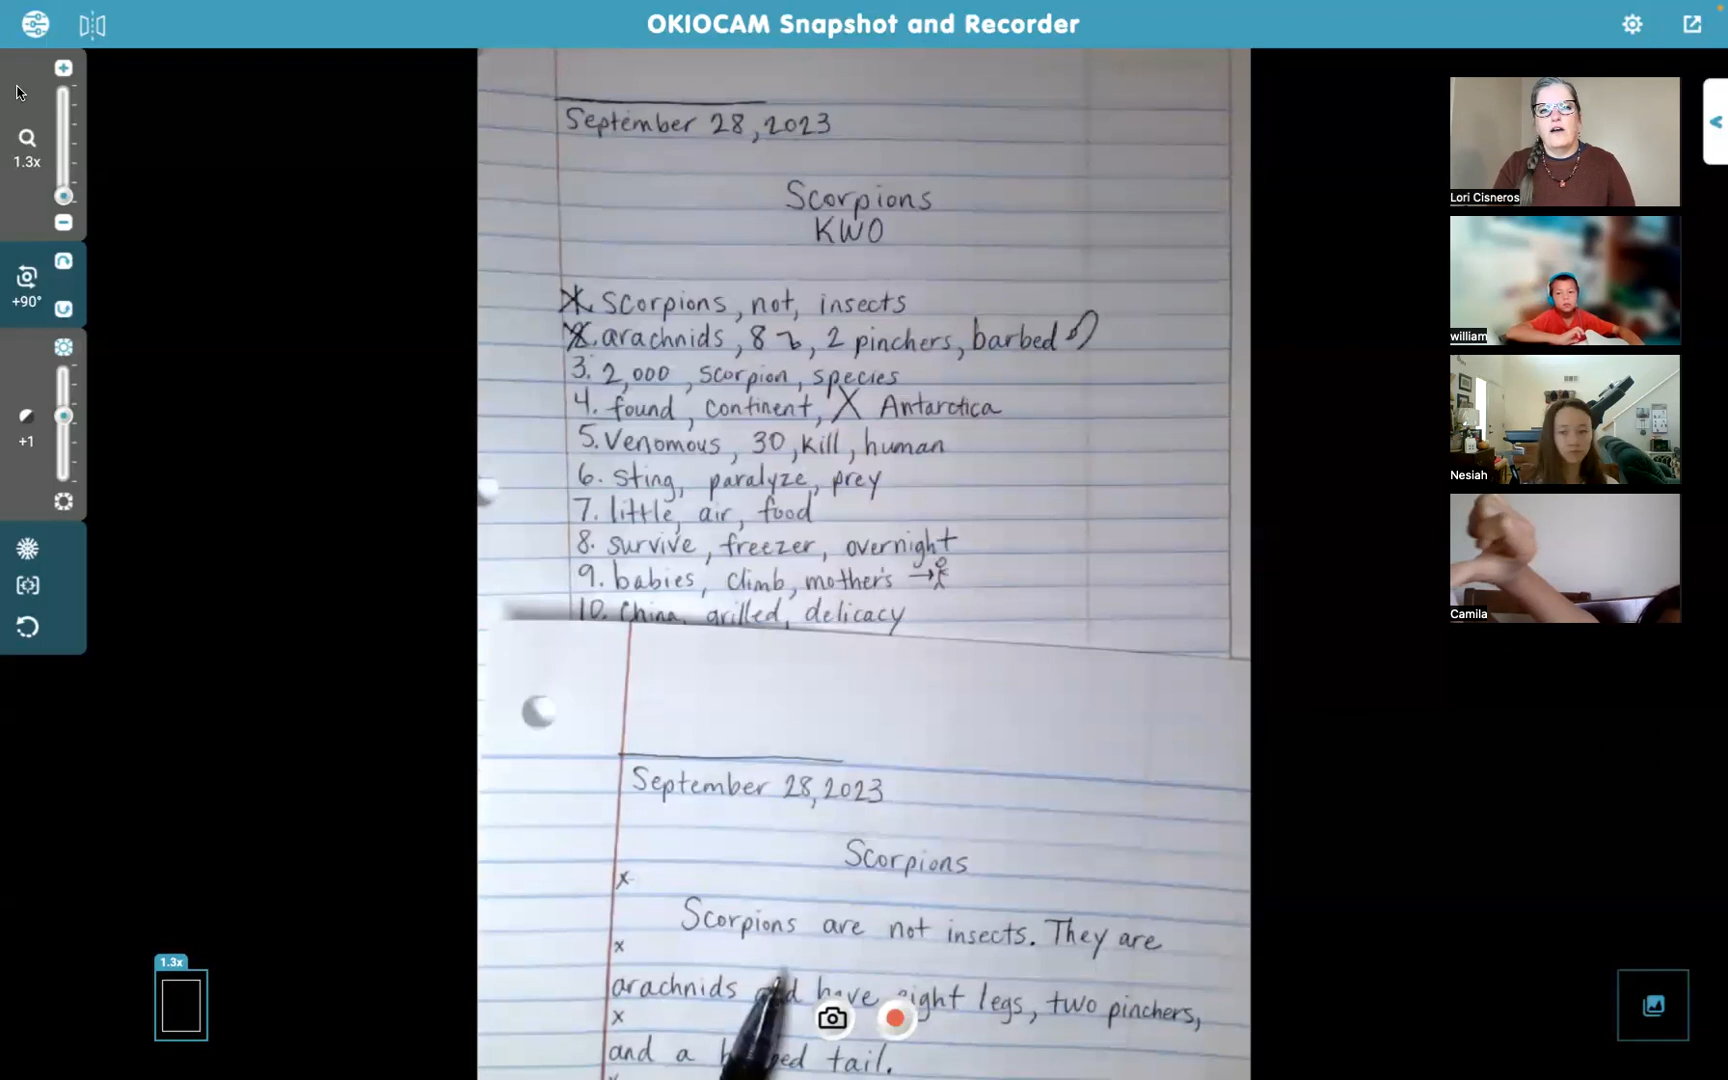 OKIOCAM Snapshot and Recorder
1.3x
+90°
+1
September 28, 2023
Scorpions
KWO
scorpions, not, insects
arachnids, 8, 2 pinchers, barbed
3. 2,000, scorpion, species
4. found, continent, X Antarctica
5. Venomous, 30, kill, human
6. sting, paralyze, prey
7. little, air, food
8. survive, freezer, overnight
9. babies, climb, mother's →
10. China, grilled, delicacy
September 28, 2023
Scorpions
x
Scorpions are not insects. They are
x
arachnids and have eight legs, two pinchers,
x
and a tail.
Lori Cisneros
william
Nesiah
Camila
1.3x